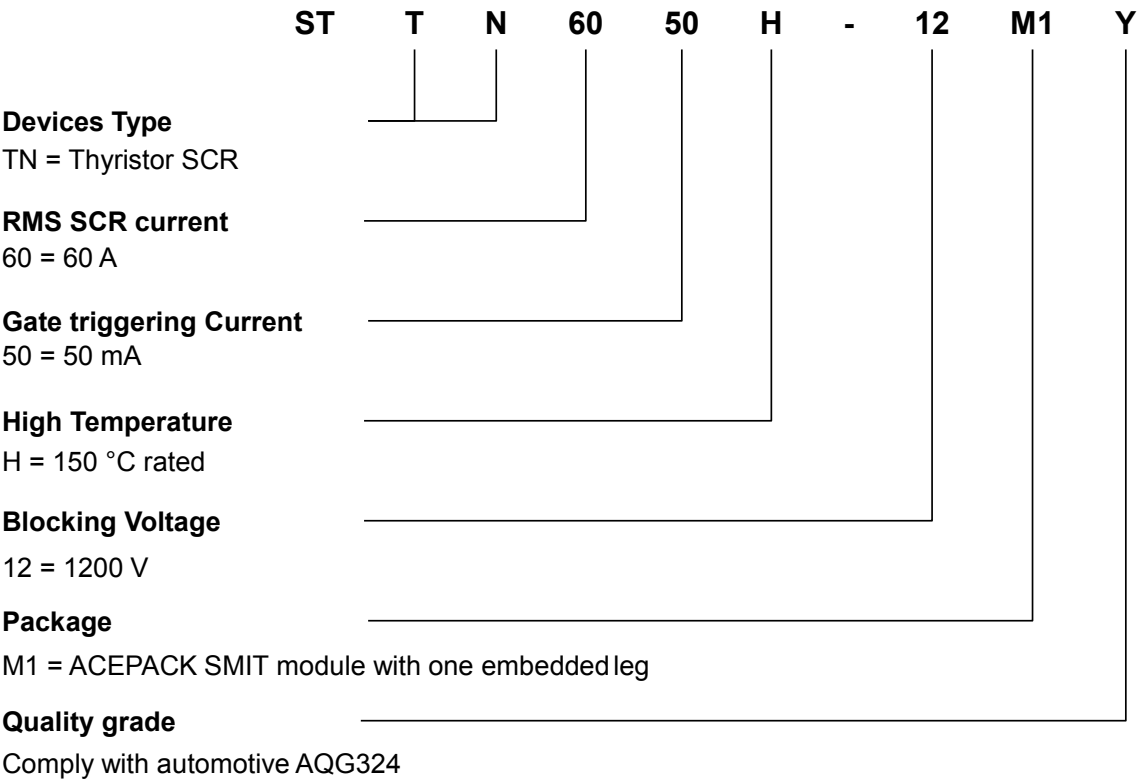 ST T N 60 50 H - 12 M1 Y
Devices Type
TN = Thyristor SCR
RMS SCR current
60 = 60 A
Gate triggering Current
50 = 50 mA
High Temperature
H = 150 °C rated
Blocking Voltage
12 = 1200 V
Package
M1 = ACEPACK SMIT module with one embedded leg
Quality grade
Comply with automotive AQG324